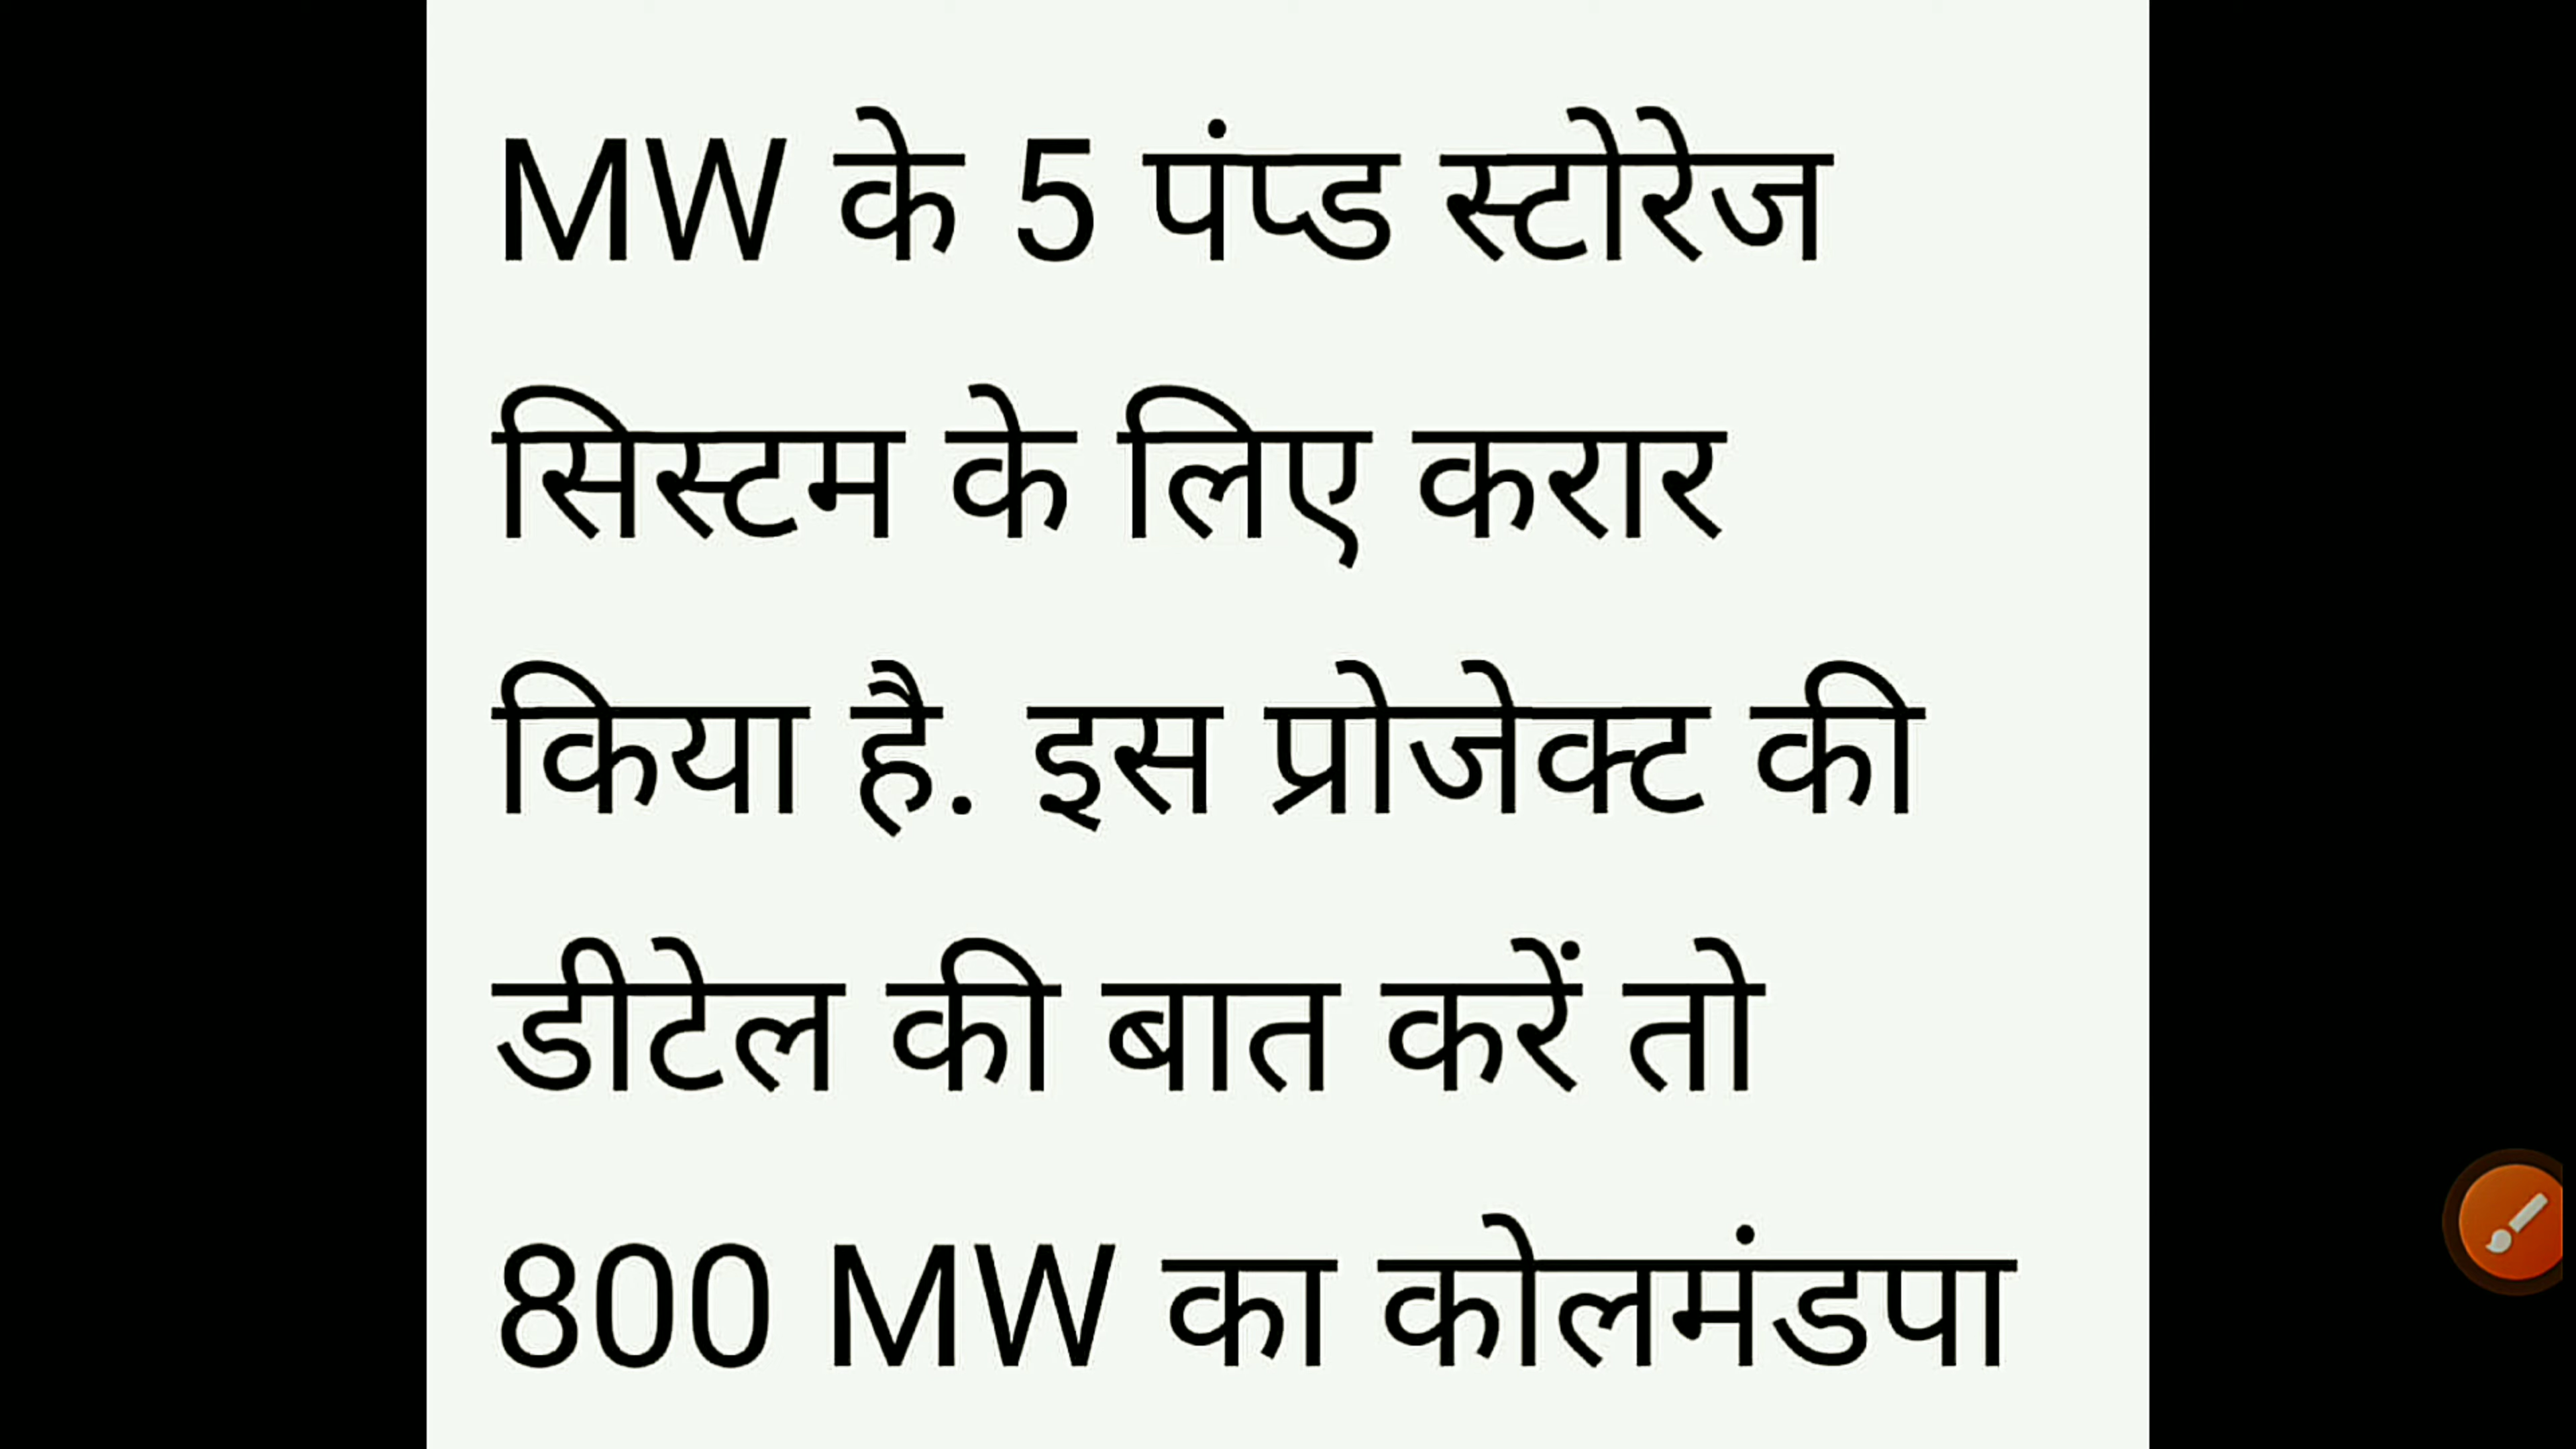 MW के 5 पंप्ड स्टोरेज
सिस्टम के लिए करार
किया है. इस प्रोजेक्ट की
डीटेल की बात करें तो
800 MW का कोलमंडपा